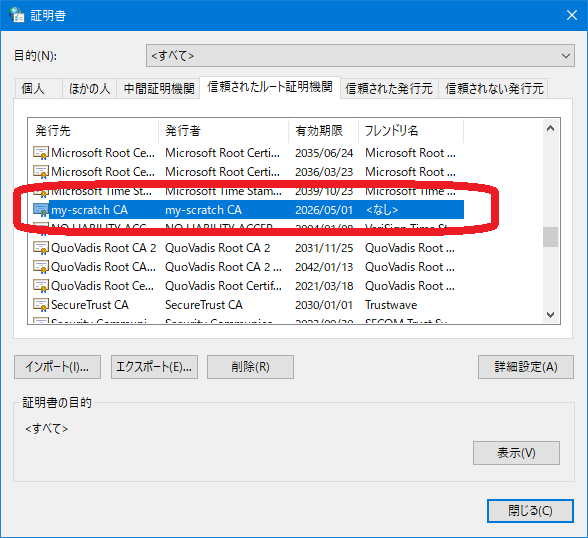 証明書
目的(N): <すべて>
個人 ほかの人 中間証明機関 信頼されたルート証明機関 信頼された発行元 信頼されない発行元
発行先 発行者 有効期限 フレンドリ名
Microsoft Root Ce... Microsoft Root Certi... 2035/06/24 Microsoft Root ...
Microsoft Root Ce... Microsoft Root Certi... 2036/03/23 Microsoft Root ...
Microsoft Time Sta... Microsoft Time Stam... 2039/10/23 Microsoft Time ...
my-scratch CA my-scratch CA 2026/05/01 <なし>
NO LIABILITY ACCEP... NO LIABILITY ACCEP... 2004/01/08 VeriSign Time St...
QuoVadis Root CA 2 QuoVadis Root CA 2 2031/11/25 QuoVadis Root ...
QuoVadis Root CA ... QuoVadis Root CA 2 ... 2042/01/13 QuoVadis Root ...
QuoVadis Root Cer... QuoVadis Root Certif... 2021/03/18 QuoVadis Root ...
SecureTrust CA SecureTrust CA 2030/01/01 Trustwave
Security Communi... Security Communica... 2023/09/30 SECOM Trust Sy...
インポート(I)... エクスポート(E)... 削除(R) 詳細設定(A)
証明書の目的
<すべて>
表示(V)
閉じる(C)